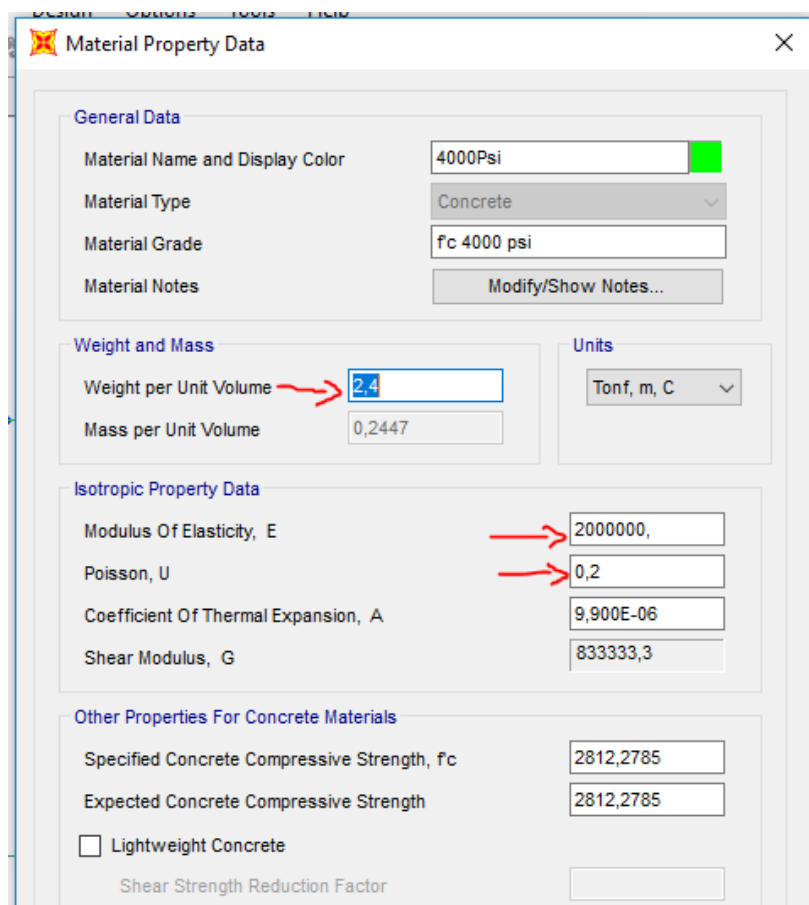 Design Options Tools Help
Material Property Data
General Data
Material Name and Display Color 4000Psi
Material Type Concrete
Material Grade f'c 4000 psi
Material Notes Modify/Show Notes...
Weight and Mass Units
Weight per Unit Volume 2,4 Tonf, m, C
Mass per Unit Volume 0,2447
Isotropic Property Data
Modulus Of Elasticity, E 2000000,
Poisson, U 0,2
Coefficient Of Thermal Expansion, A 9,900E-06
Shear Modulus, G 833333,3
Other Properties For Concrete Materials
Specified Concrete Compressive Strength, f'c 2812,2785
Expected Concrete Compressive Strength 2812,2785
Lightweight Concrete
Shear Strength Reduction Factor